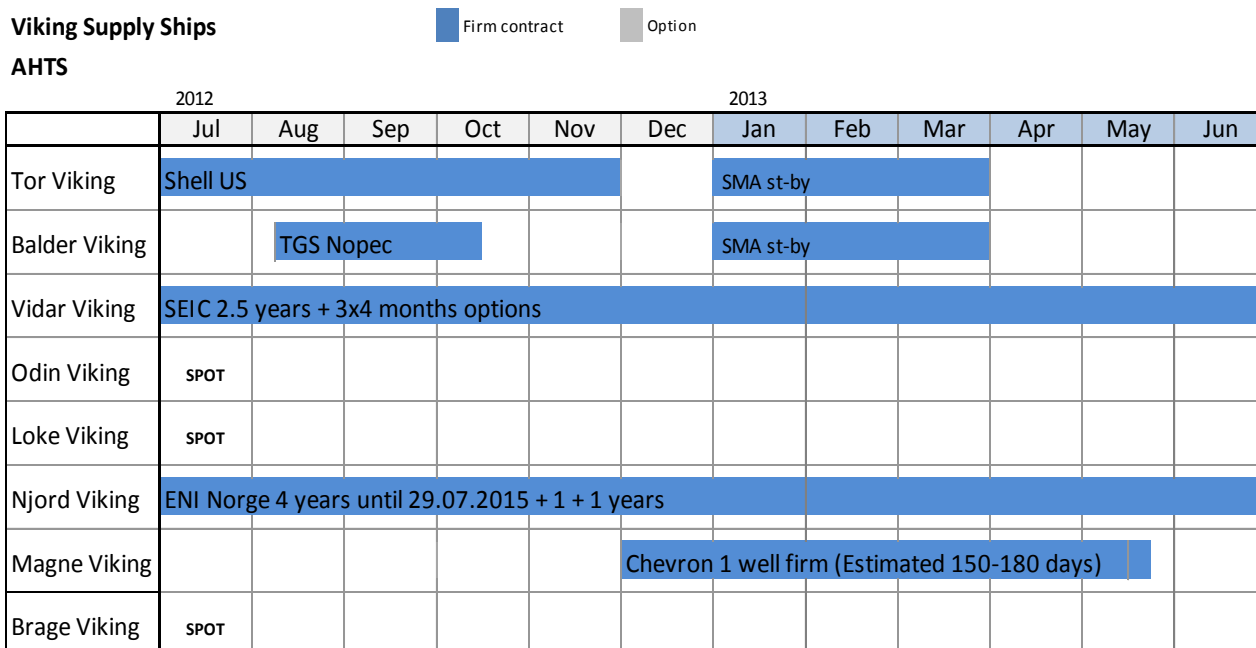 Viking Supply Ships
Firm contract
Option
AHTS
2012 2013
Jul Aug Sep Oct Nov Dec Jan Feb Mar Apr May Jun
Tor Viking Shell US SMA st-by
Balder Viking TGS Nopec SMA st-by
Vidar Viking SEIC 2.5 years + 3x4 months options
Odin Viking SPOT
Loke Viking SPOT
Njord Viking ENI Norge 4 years until 29.07.2015 + 1 + 1 years
Magne Viking Chevron 1 well firm (Estimated 150-180 days)
Brage Viking SPOT